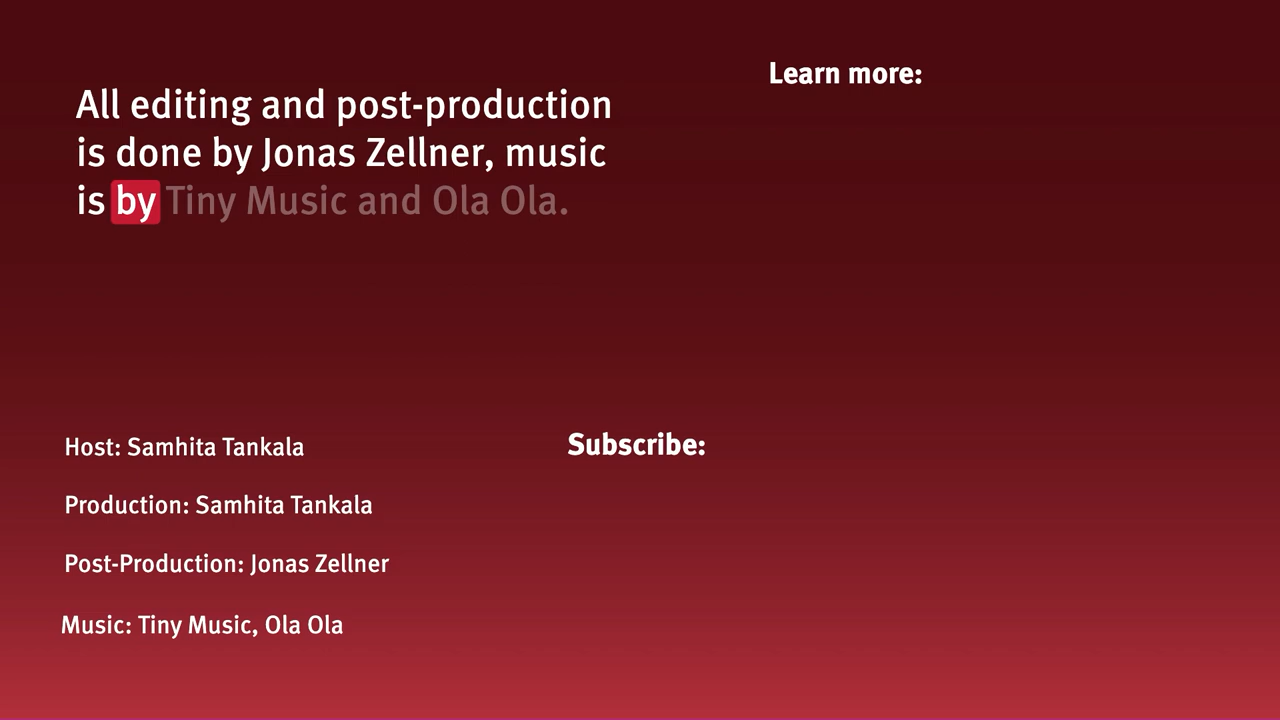 All editing and post-production
is done by Jonas Zellner, music
is by Tiny Music and Ola Ola.
Learn more:
Host: Samhita Tankala
Production: Samhita Tankala
Post-Production: Jonas Zellner
Music: Tiny Music, Ola Ola
Subscribe: